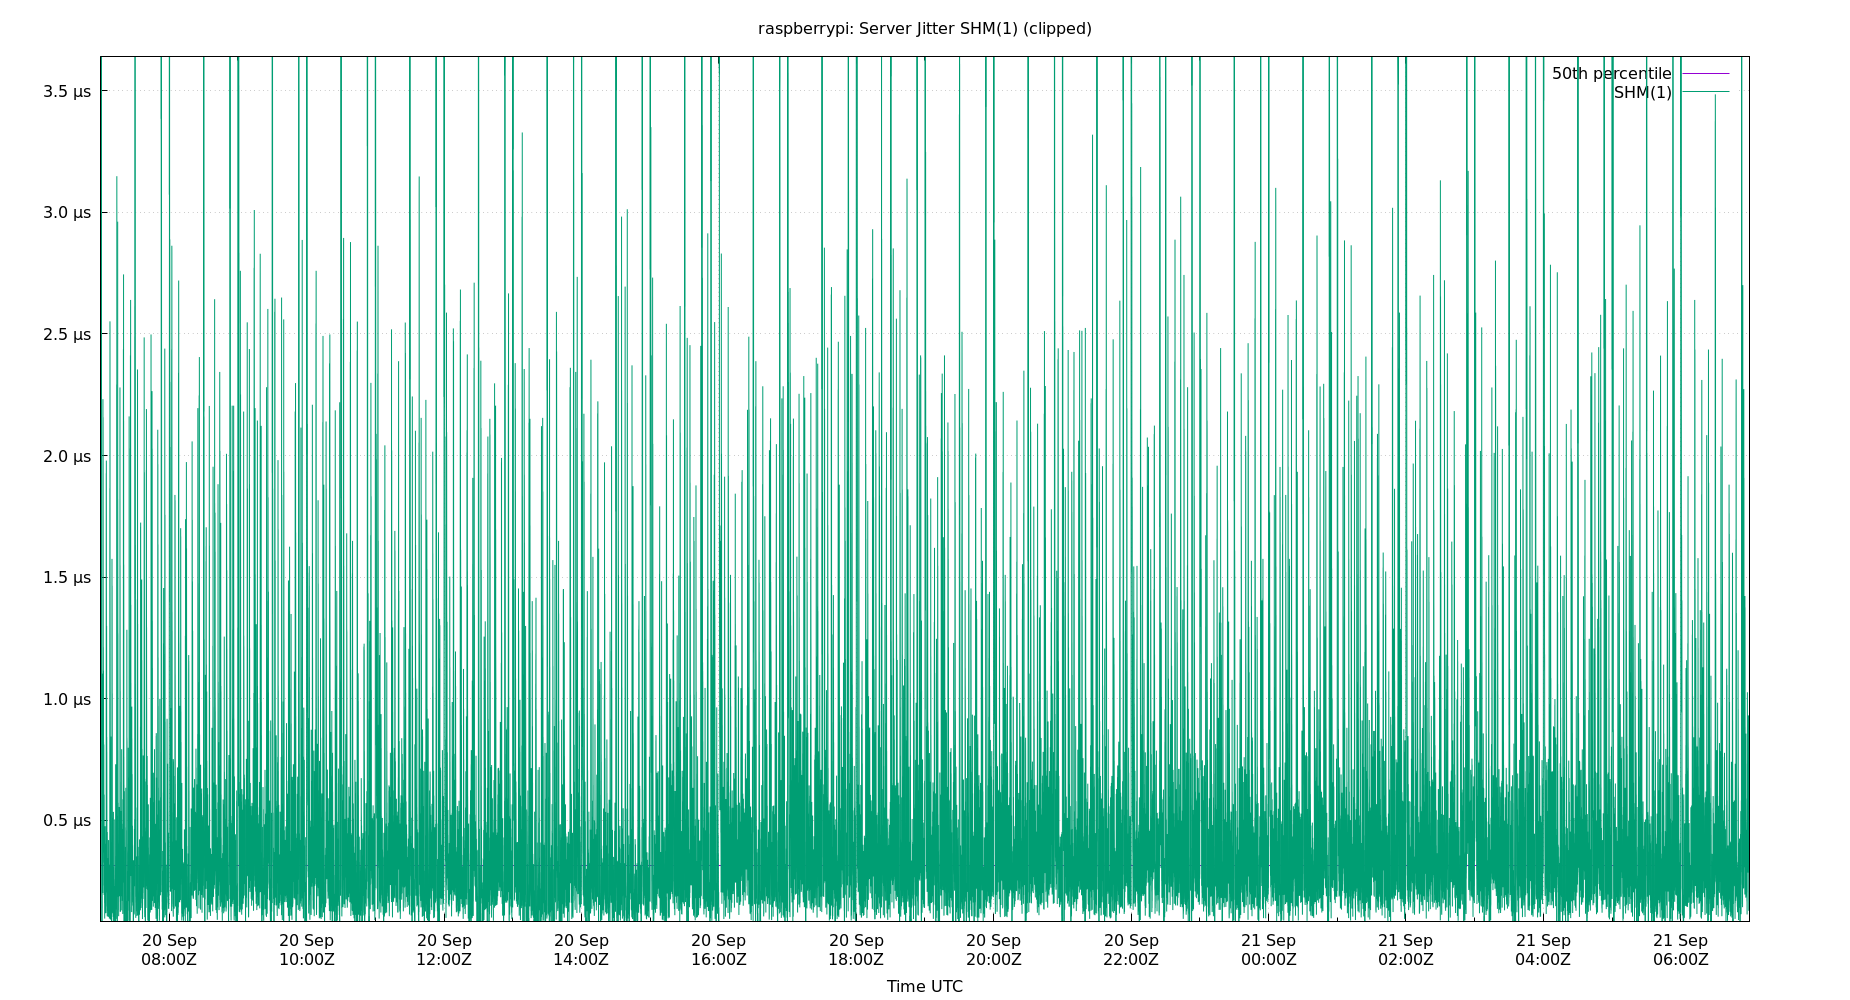 raspberrypi: Server Jitter SHM(1) (clipped)
50th percentile
SHM(1)
3.5 µs
3.0 µs
2.5 µs
2.0 µs
1.5 µs
1.0 µs
0.5 µs
20 Sep 20 Sep 20 Sep 20 Sep 20 Sep 20 Sep 20 Sep 20 Sep 21 Sep 21 Sep 21 Sep 21 Sep
08:00Z 10:00Z 12:00Z 14:00Z 16:00Z 18:00Z 20:00Z 22:00Z 00:00Z 02:00Z 04:00Z 06:00Z
Time UTC